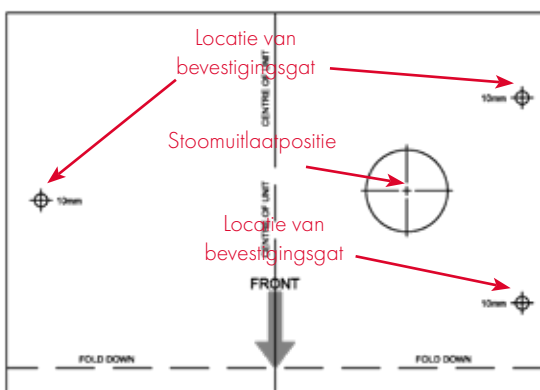 Locatie van
bevestigingsgat
CENTRE OF UNIT
10mm
Stoomuitlaatpositie
10mm
CENTRE OF UNIT
Locatie van
bevestigingsgat
FRONT
10mm
FOLD DOWN
FOLD DOWN